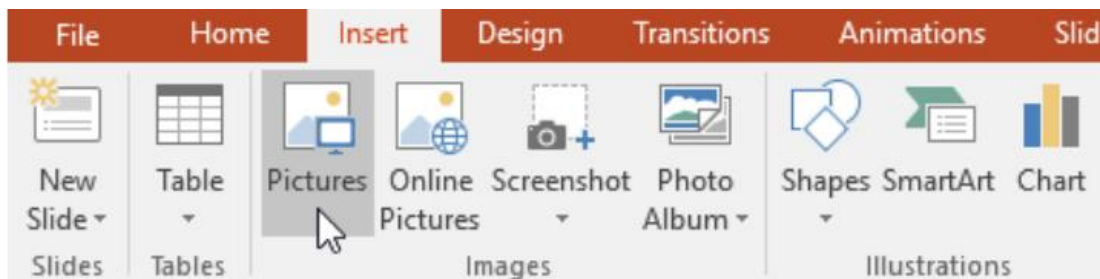 File Home Insert Design Transitions Animations Slid
New Table Pictures Online Screenshot Photo Shapes SmartArt Chart
Slide Pictures Album
Slides Tables Images Illustrations